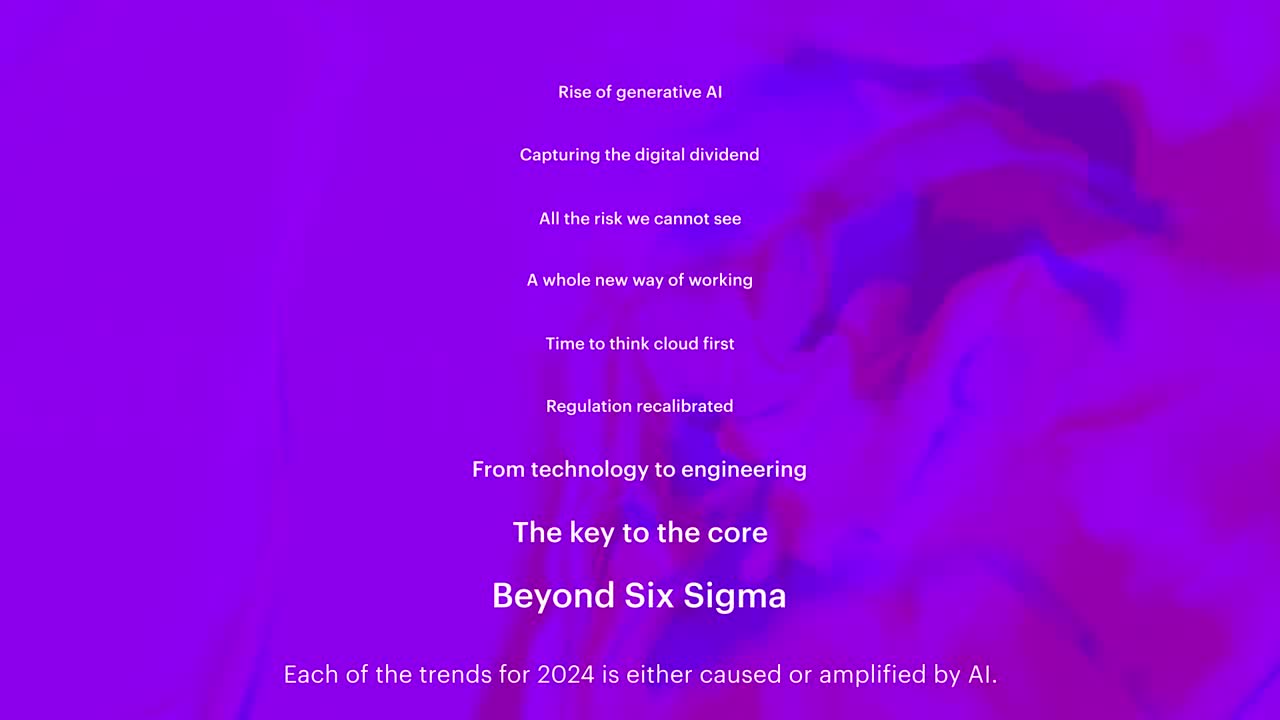 Rise of generative AI
Capturing the digital dividend
All the risk we cannot see
A whole new way of working
Time to think cloud first
Regulation recalibrated
From technology to engineering
The key to the core
Beyond Six Sigma
Each of the trends for 2024 is either caused or amplified by AI.